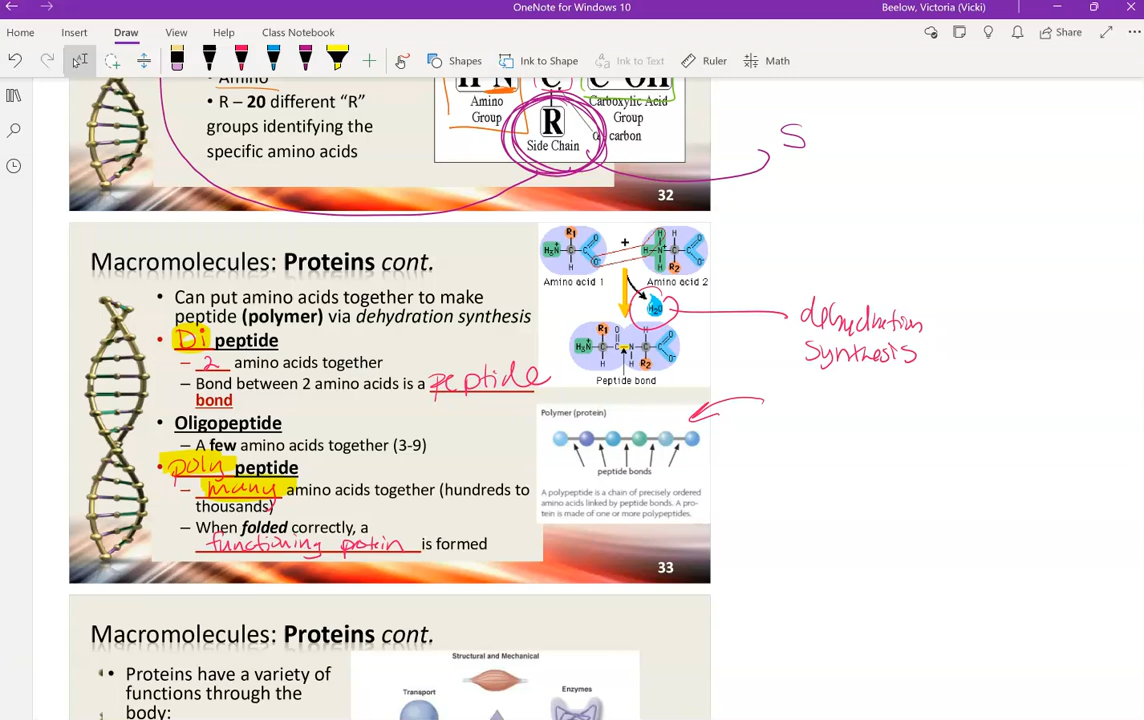 OneNote for Windows 10
Beelow, Victoria (Vicki)
Home Insert Draw View Help Class Notebook
Share
Shapes Ink to Shape Ink to Text Ruler Math
• Amino
• R – 20 different “R”
groups identifying the
specific amino acids
Amino
Group
R
Side Chain
Carboxylic Acid
Group
carbon
S
32
Macromolecules: Proteins cont.
• Can put amino acids together to make
peptide (polymer) via dehydration synthesis
• Di peptide
– 2 amino acids together
– Bond between 2 amino acids is a peptide
bond
• Oligopeptide
– A few amino acids together (3-9)
• poly peptide
– many amino acids together (hundreds to
thousands)
– When folded correctly, a
functioning protein is formed
Amino acid 1 + Amino acid 2
H₂O
Peptide bond
dehydration
synthesis
Polymer (protein)
peptide bonds
A polypeptide is a chain of precisely ordered
amino acids linked by peptide bonds. A pro-
tein is made of one or more polypeptides.
33
Macromolecules: Proteins cont.
• Proteins have a variety of
functions through the
body:
Structural and Mechanical
Transport
Enzymes